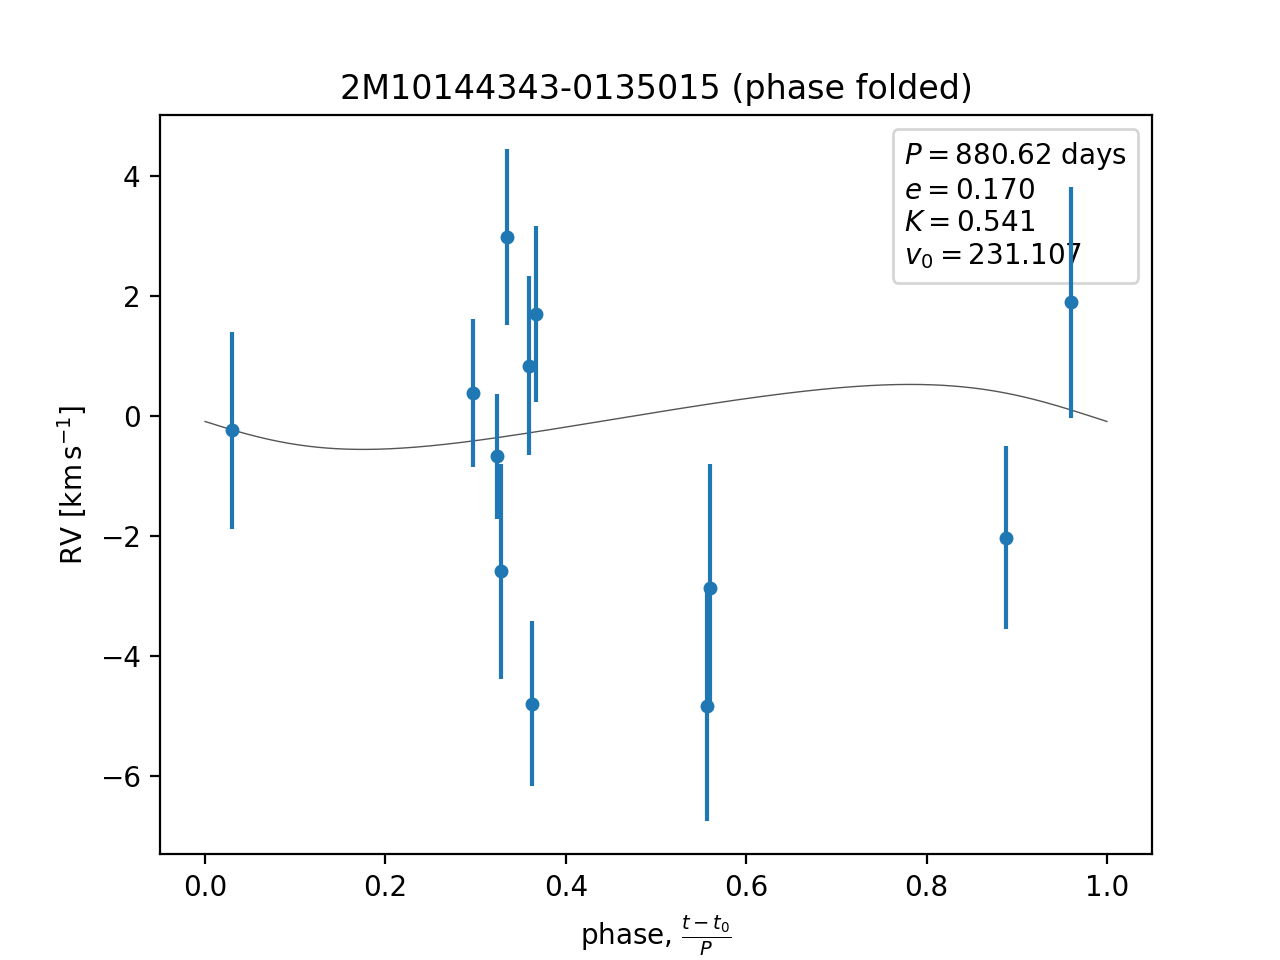 2M10144343-0135015 (phase folded)
P = 880.62 days
e = 0.170
K = 0.541
v₀ = 231.107
4
2
0
−2
−4
−6
RV [km s⁻¹]
0.0 0.2 0.4 0.6 0.8 1.0
phase, (t − t₀)/P